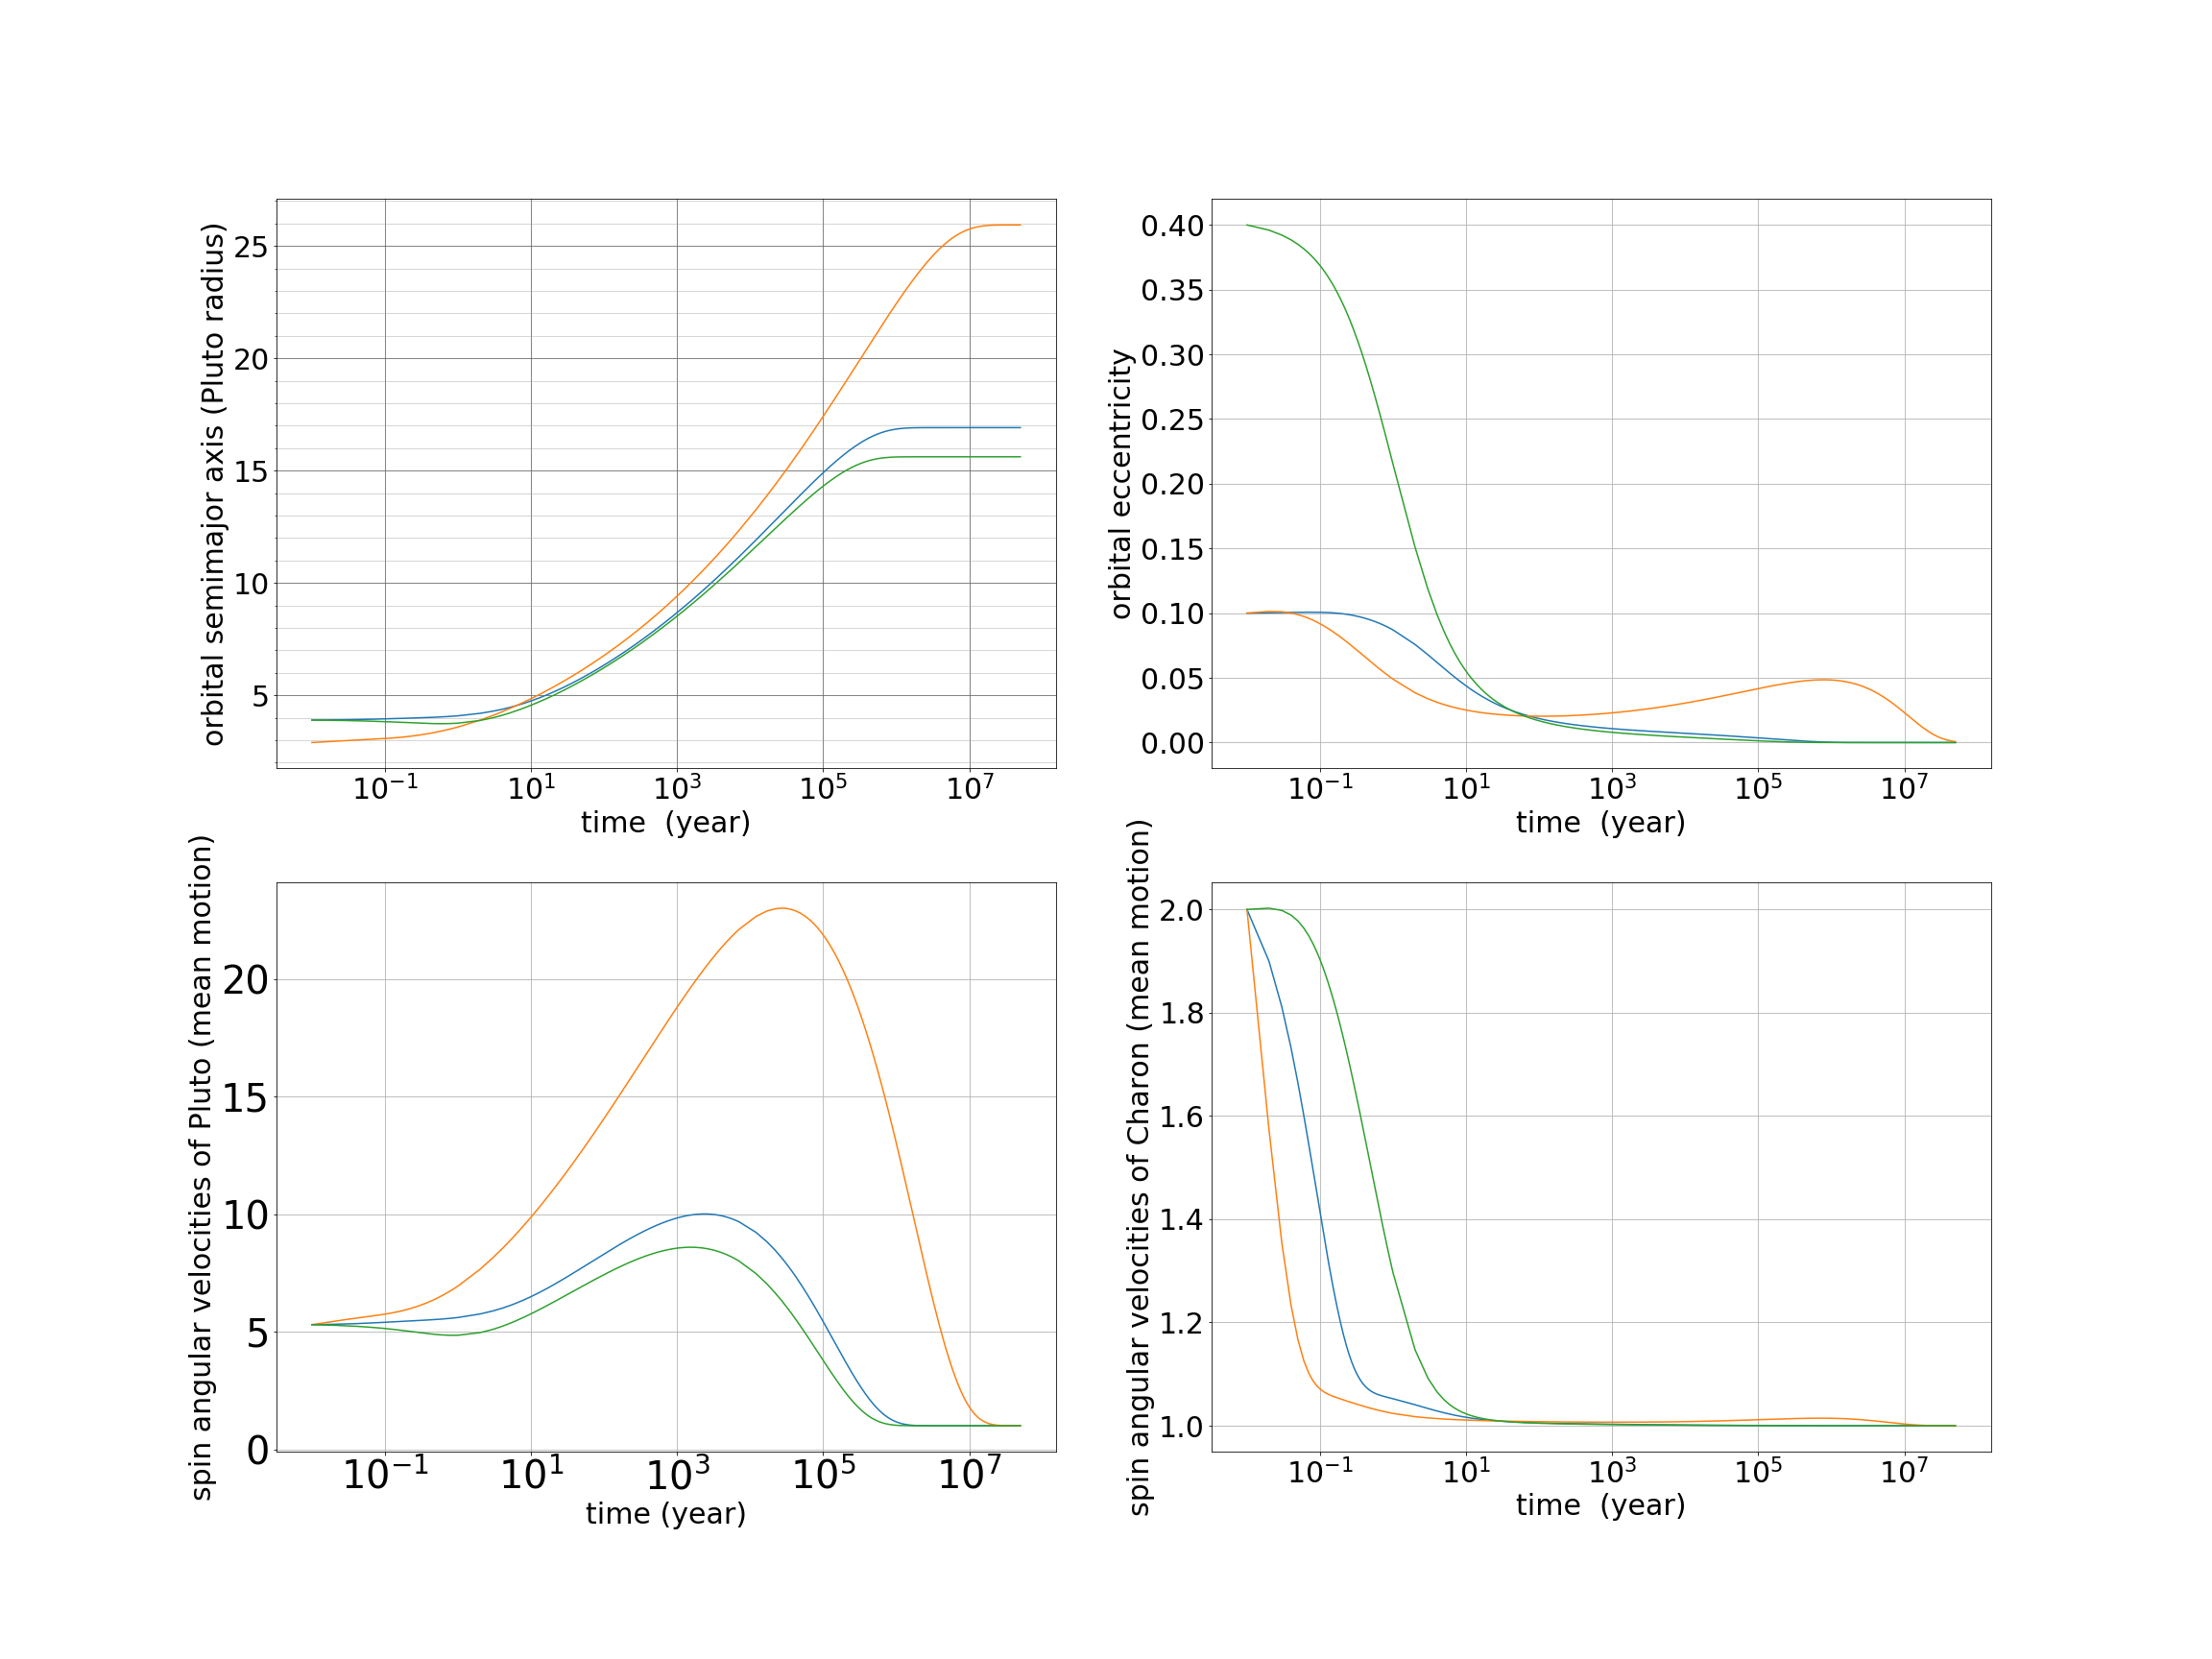 orbital semimajor axis (Pluto radius)
25
20
15
10
5
10⁻¹ 10¹ 10³ 10⁵ 10⁷
time (year)
orbital eccentricity
0.40
0.35
0.30
0.25
0.20
0.15
0.10
0.05
0.00
10⁻¹ 10¹ 10³ 10⁵ 10⁷
time (year)
spin angular velocities of Pluto (mean motion)
20
15
10
5
0
10⁻¹ 10¹ 10³ 10⁵ 10⁷
time (year)
spin angular velocities of Charon (mean motion)
2.0
1.8
1.6
1.4
1.2
1.0
10⁻¹ 10¹ 10³ 10⁵ 10⁷
time (year)